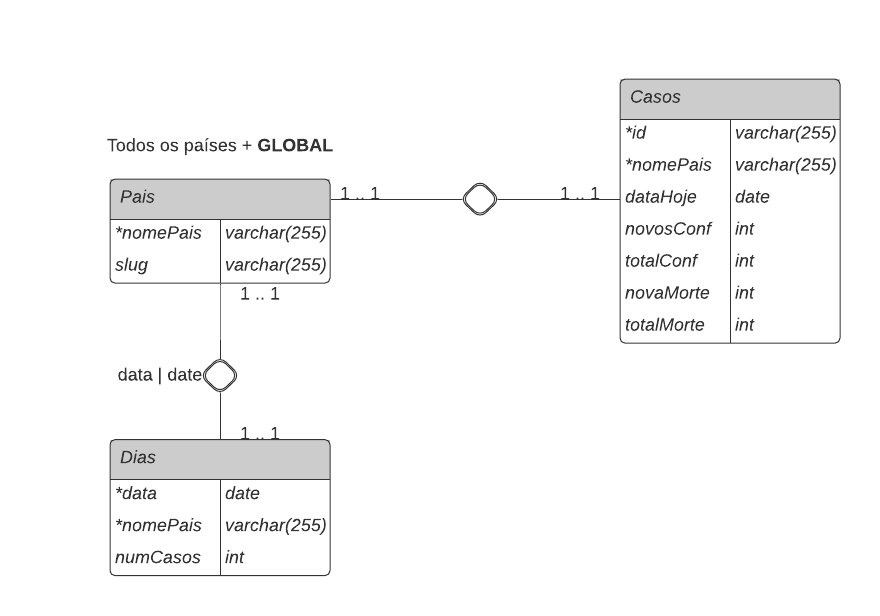 Todos os países + GLOBAL
Pais
*nomePais varchar(255)
slug varchar(255)
1 .. 1
1 .. 1
Casos
*id varchar(255)
*nomePais varchar(255)
dataHoje date
novosConf int
totalConf int
novaMorte int
totalMorte int
1 .. 1
data | date
1 .. 1
Dias
*data date
*nomePais varchar(255)
numCasos int